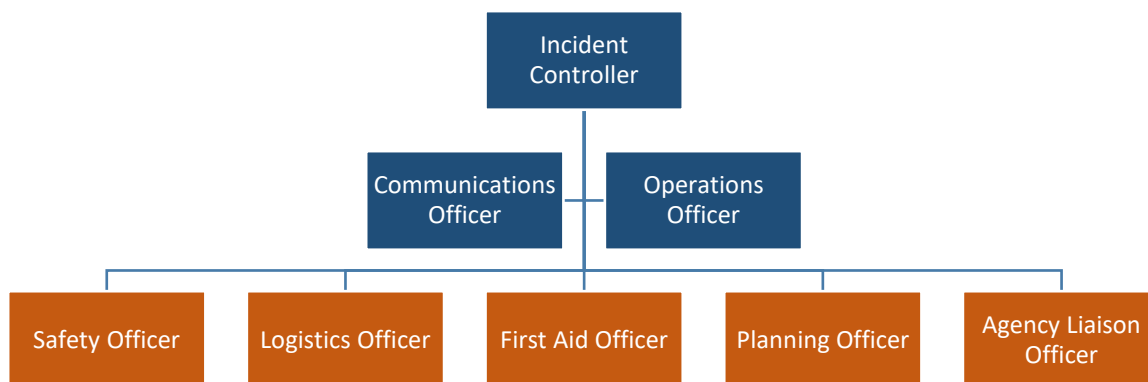 Incident
Controller
Communications
Officer
Operations
Officer
Safety Officer
Logistics Officer
First Aid Officer
Planning Officer
Agency Liaison
Officer